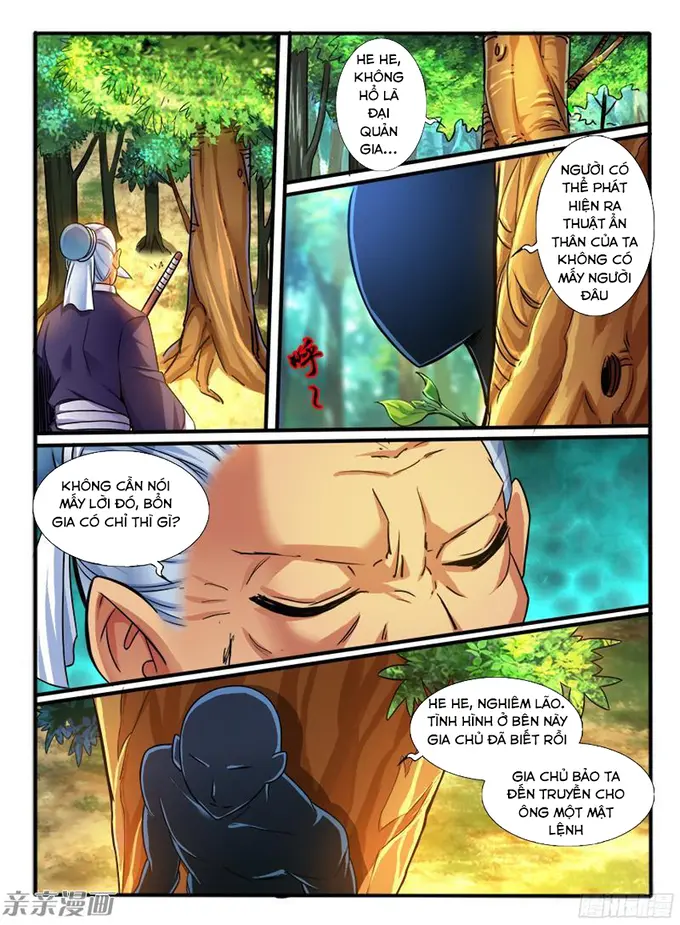 HE HE,
KHÔNG
HỔ LÃ
ĐẠI
QUẢN
GIA...
NGƯỜI CÓ
THỂ PHÁT
HIỆN RA
THUẬT ẨN
THÂN CỦA TA
KHÔNG CÓ
MẤY NGƯỜI
ĐÂU
呼~
KHÔNG CẦN NÓI
MẤY LỜI ĐÓ, BỔN
GIA CÓ CHỈ THÌ GÌ?
HE HE, NGHIÊM LÃO.
TÌNH HÌNH Ở BÊN NÀY
GIA CHỦ ĐÃ BIẾT RỒI
GIA CHỦ BẢO TA
ĐẾN TRUYỀN CHO
ÔNG MỘT MẬT
LỆNH
亲亲漫画